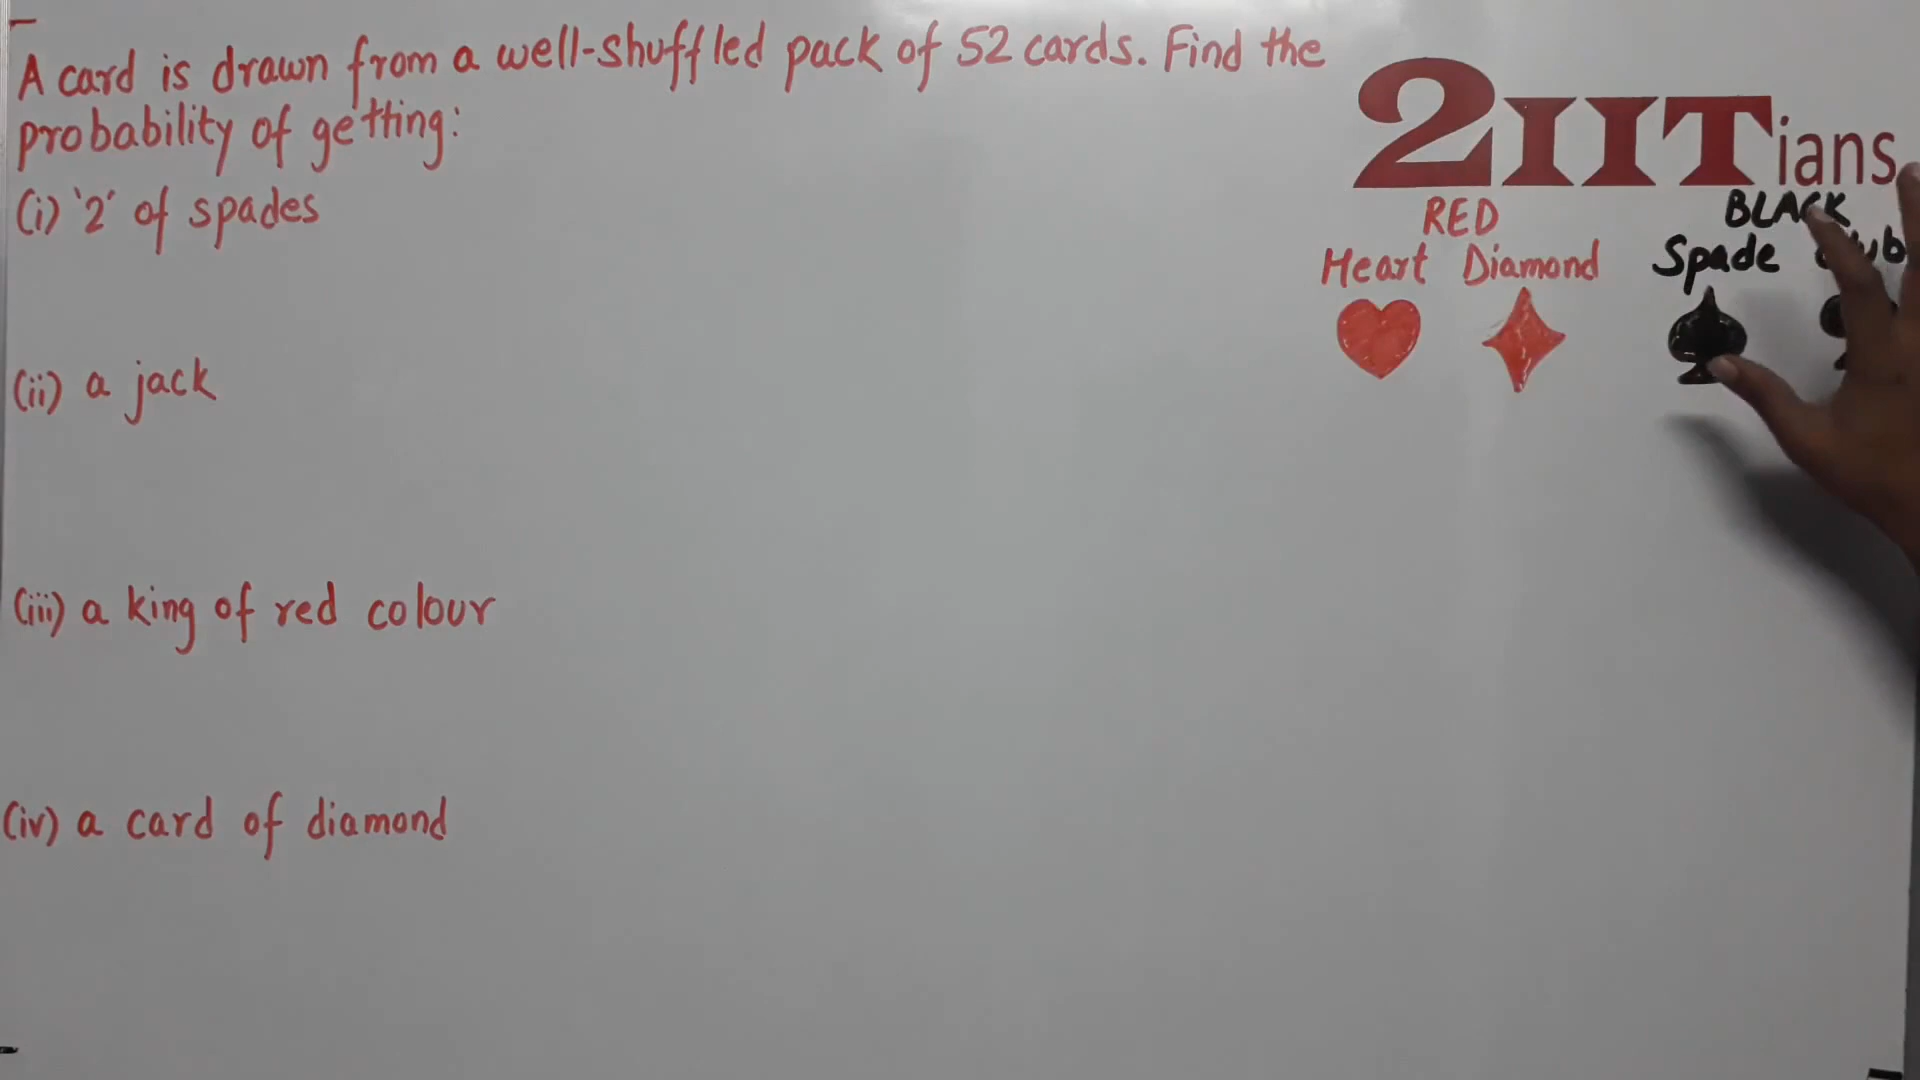 A card is drawn from a well-shuffled pack of 52 cards. Find the
probability of getting:
(i) '2' of spades
(ii) a jack
(iii) a king of red colour
(iv) a card of diamond
2IITians
RED
BLACK
Heart Diamond
Spade